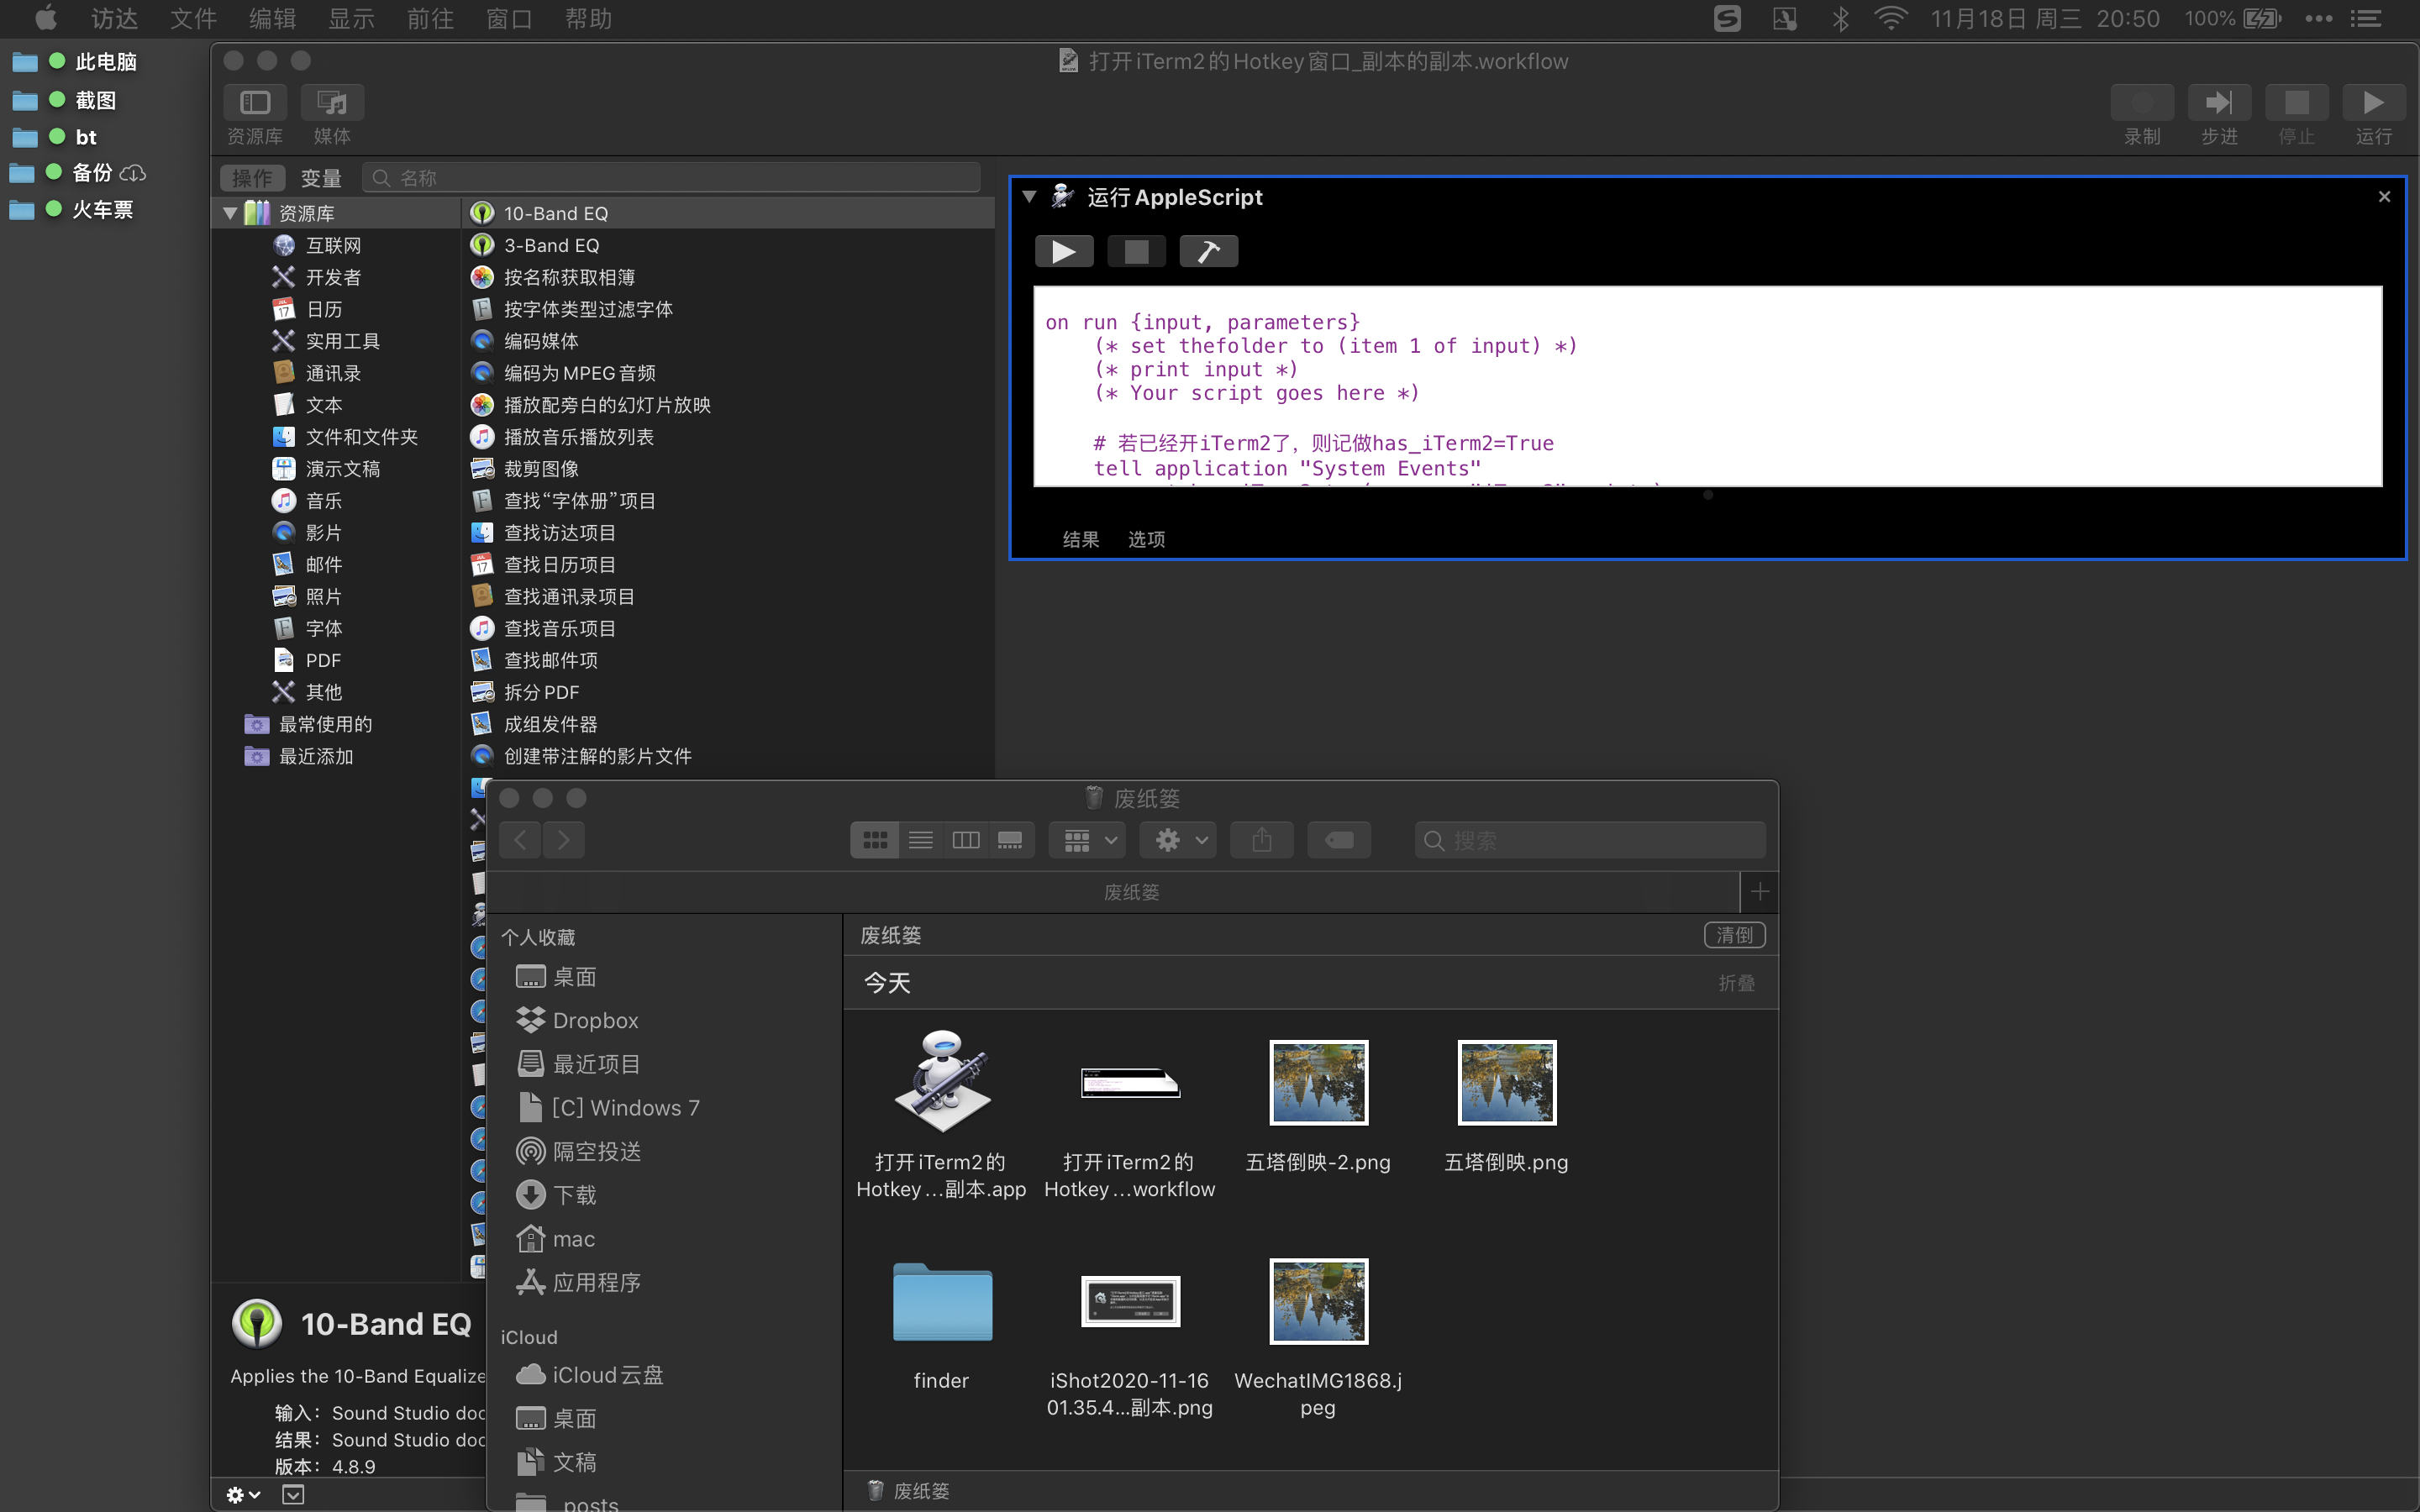 访达 文件 编辑 显示 前往 窗口 帮助 11月18日 周三 20:50 100%
此电脑
截图
bt
备份
火车票
打开iTerm2的Hotkey窗口_副本的副本.workflow
资源库 媒体 录制 步进 停止 运行
操作 变量 名称
资源库
互联网
开发者
日历
实用工具
通讯录
文本
文件和文件夹
演示文稿
音乐
影片
邮件
照片
字体
PDF
其他
最常使用的
最近添加
10-Band EQ
3-Band EQ
按名称获取相簿
按字体类型过滤字体
编码媒体
编码为MPEG音频
播放配旁白的幻灯片放映
播放音乐播放列表
裁剪图像
查找“字体册”项目
查找访达项目
查找日历项目
查找通讯录项目
查找音乐项目
查找邮件项
拆分PDF
成组发件器
创建带注解的影片文件
运行AppleScript
on run {input, parameters}
(* set thefolder to (item 1 of input) *)
(* print input *)
(* Your script goes here *)
# 若已经开iTerm2了，则记做has_iTerm2=True
tell application "System Events"
结果 选项
10-Band EQ
Applies the 10-Band Equalize
输入： Sound Studio doc
结果： Sound Studio doc
版本： 4.8.9
废纸篓
搜索
废纸篓
个人收藏
桌面
Dropbox
最近项目
[C] Windows 7
隔空投送
下载
mac
应用程序
iCloud
iCloud云盘
桌面
文稿
posts
废纸篓 清倒
今天 折叠
打开iTerm2的
Hotkey...副本.app
打开iTerm2的
Hotkey...workflow
五塔倒映-2.png
五塔倒映.png
finder
iShot2020-11-16
01.35.4...副本.png
WechatIMG1868.j
peg
废纸篓